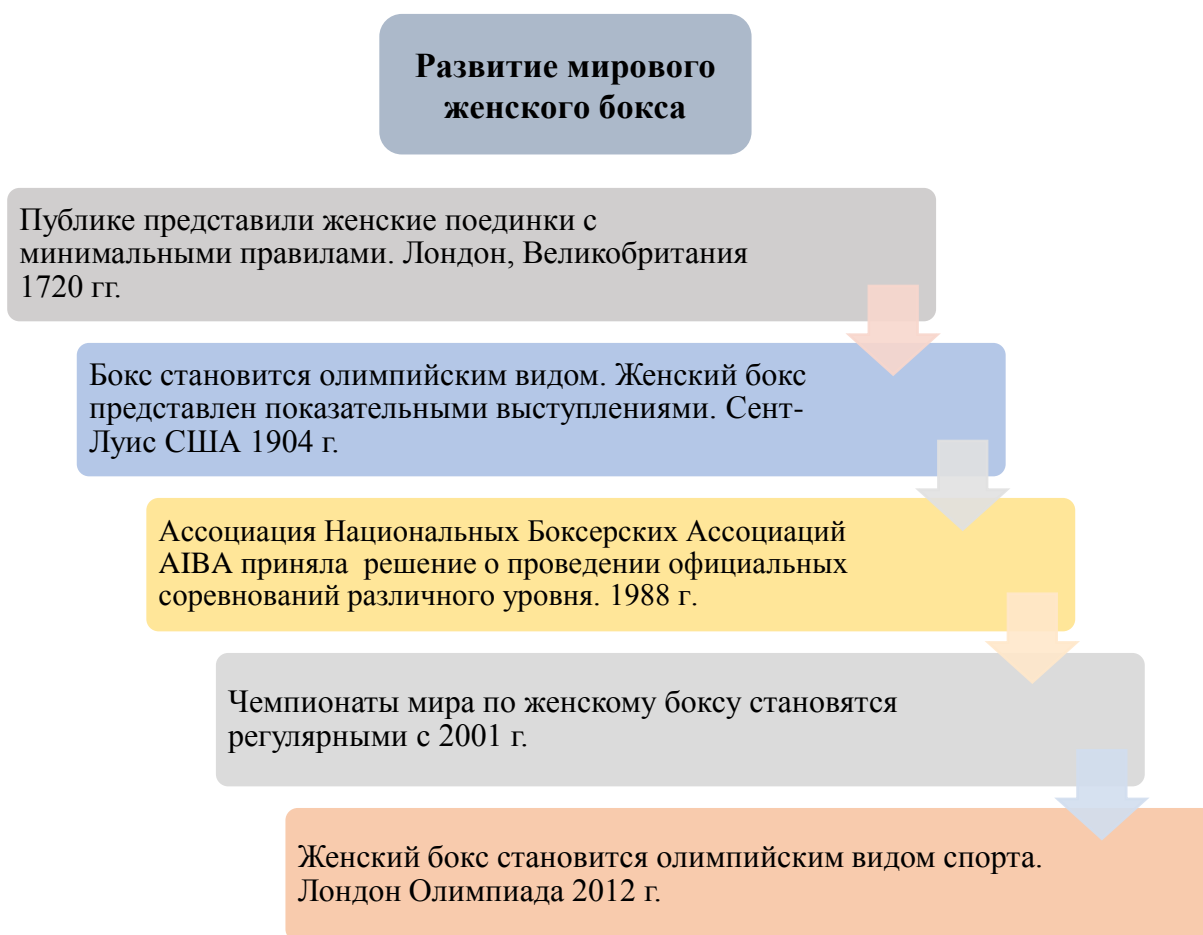 Развитие мирового
женского бокса
Публике представили женские поединки с
минимальными правилами. Лондон, Великобритания
1720 гг.
Бокс становится олимпийским видом. Женский бокс
представлен показательными выступлениями. Сент-
Луис США 1904 г.
Ассоциация Национальных Боксерских Ассоциаций
AIBA приняла  решение о проведении официальных
соревнований различного уровня. 1988 г.
Чемпионаты мира по женскому боксу становятся
регулярными с 2001 г.
Женский бокс становится олимпийским видом спорта.
Лондон Олимпиада 2012 г.